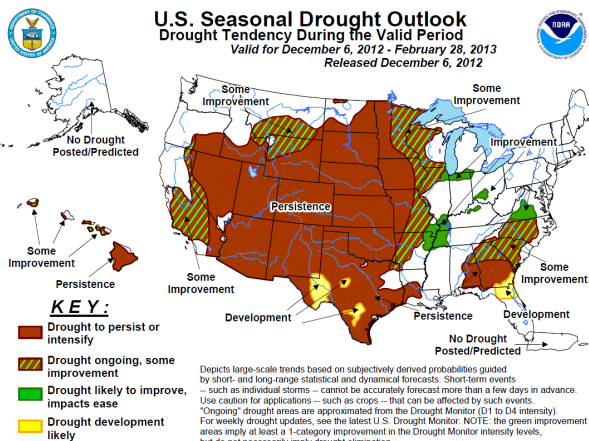 U.S. Seasonal Drought Outlook
Drought Tendency During the Valid Period
Valid for December 6, 2012 - February 28, 2013
Released December 6, 2012
NOAA
Some
Improvement
Some
Improvement
No Drought
Posted/Predicted
Improvement
Persistence
Some
Improvement
Persistence
Some
Improvement
Some
Improvement
Development
Persistence
Development
No Drought
Posted/Predicted
KEY:
Drought to persist or
intensify
Drought ongoing, some
improvement
Drought likely to improve,
impacts ease
Drought development
likely
Depicts large-scale trends based on subjectively derived probabilities guided
by short- and long-range statistical and dynamical forecasts. Short-term events
-- such as individual storms -- cannot be accurately forecast more than a few days in advance.
Use caution for applications -- such as crops -- that can be affected by such events.
"Ongoing" drought areas are approximated from the Drought Monitor (D1 to D4 intensity).
For weekly drought updates, see the latest U.S. Drought Monitor. NOTE: the green improvement
areas imply at least a 1-category improvement in the Drought Monitor intensity levels,
but do not necessarily imply drought elimination.